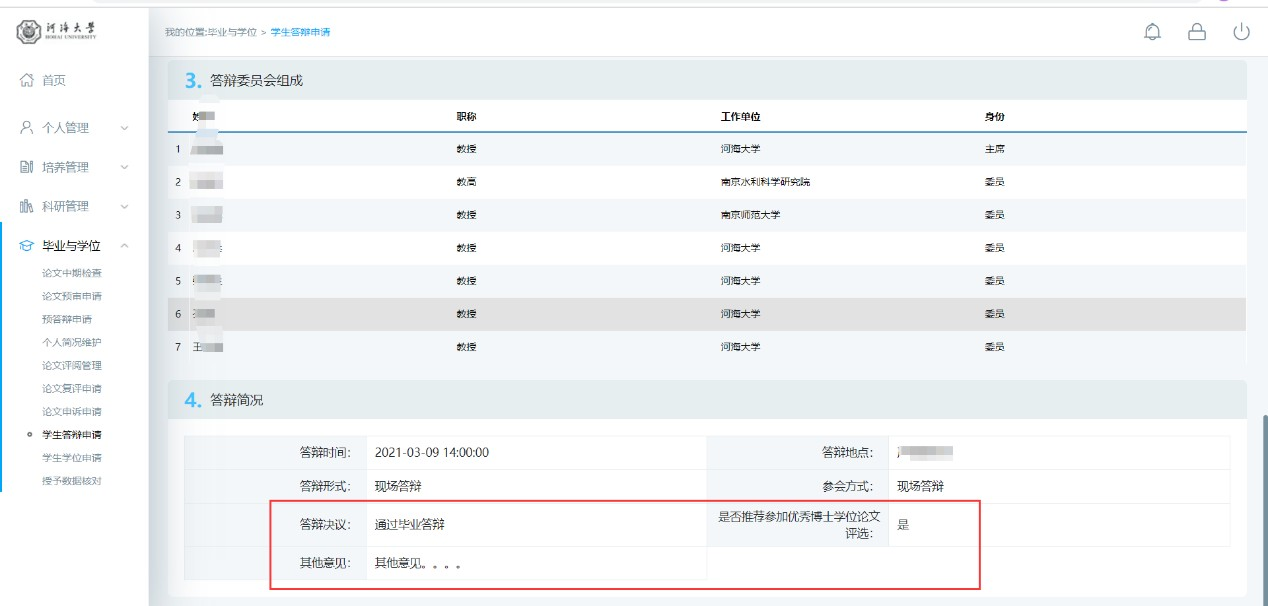 河海大学
HOHAI UNIVERSITY
我的位置:毕业与学位 > 学生答辩申请
首页
个人管理
培养管理
科研管理
毕业与学位
论文中期检查
论文预审申请
预答辩申请
个人简况维护
论文评阅管理
论文复评申请
论文申诉申请
学生答辩申请
学生学位申请
授予数据核对
3. 答辩委员会组成
职称 工作单位 身份
1 教授 河海大学 主席
2 教高 南京水利科学研究院 委员
3 教授 南京师范大学 委员
4 教授 河海大学 委员
5 教授 河海大学 委员
6 教授 河海大学 委员
7 王 教授 河海大学 委员
4. 答辩简况
答辩时间： 2021-03-09 14:00:00 答辩地点：
答辩形式： 现场答辩 参会方式： 现场答辩
答辩决议： 通过毕业答辩 是否推荐参加优秀博士学位论文
评选： 是
其他意见： 其他意见。。。。